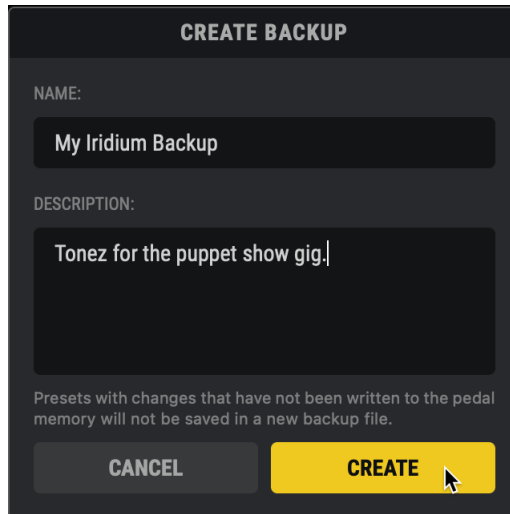 CREATE BACKUP
NAME:
My Iridium Backup
DESCRIPTION:
Tonez for the puppet show gig.
Presets with changes that have not been written to the pedal
memory will not be saved in a new backup file.
CANCEL
CREATE